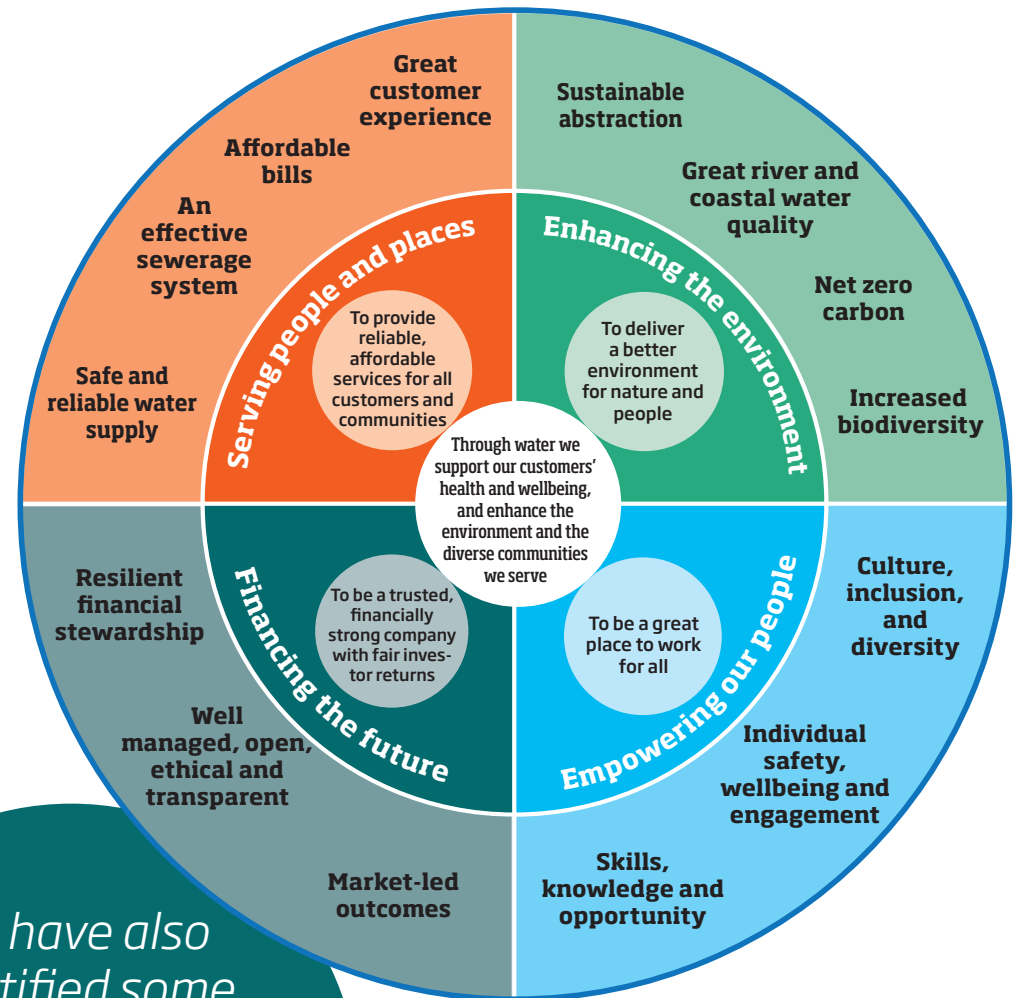 Great
customer
experience
Affordable
bills
An
effective
sewerage
system
Safe and
reliable water
supply
Serving people and places
To provide
reliable,
affordable
services for all
customers and
communities
Sustainable
abstraction
Great river and
coastal water
quality
Net zero
carbon
Increased
biodiversity
Enhancing the environment
To deliver
a better
environment
for nature and
people
Through water we
support our customers’
health and wellbeing,
and enhance the
environment and the
diverse communities
we serve
Resilient
financial
stewardship
Well
managed, open,
ethical and
transparent
Market-led
outcomes
Financing the future
To be a trusted,
financially
strong company
with fair inves-
tor returns
Culture,
inclusion,
and
diversity
Individual
safety,
wellbeing and
engagement
Skills,
knowledge and
opportunity
Empowering our people
To be a great
place to work
for all
have also
tified some